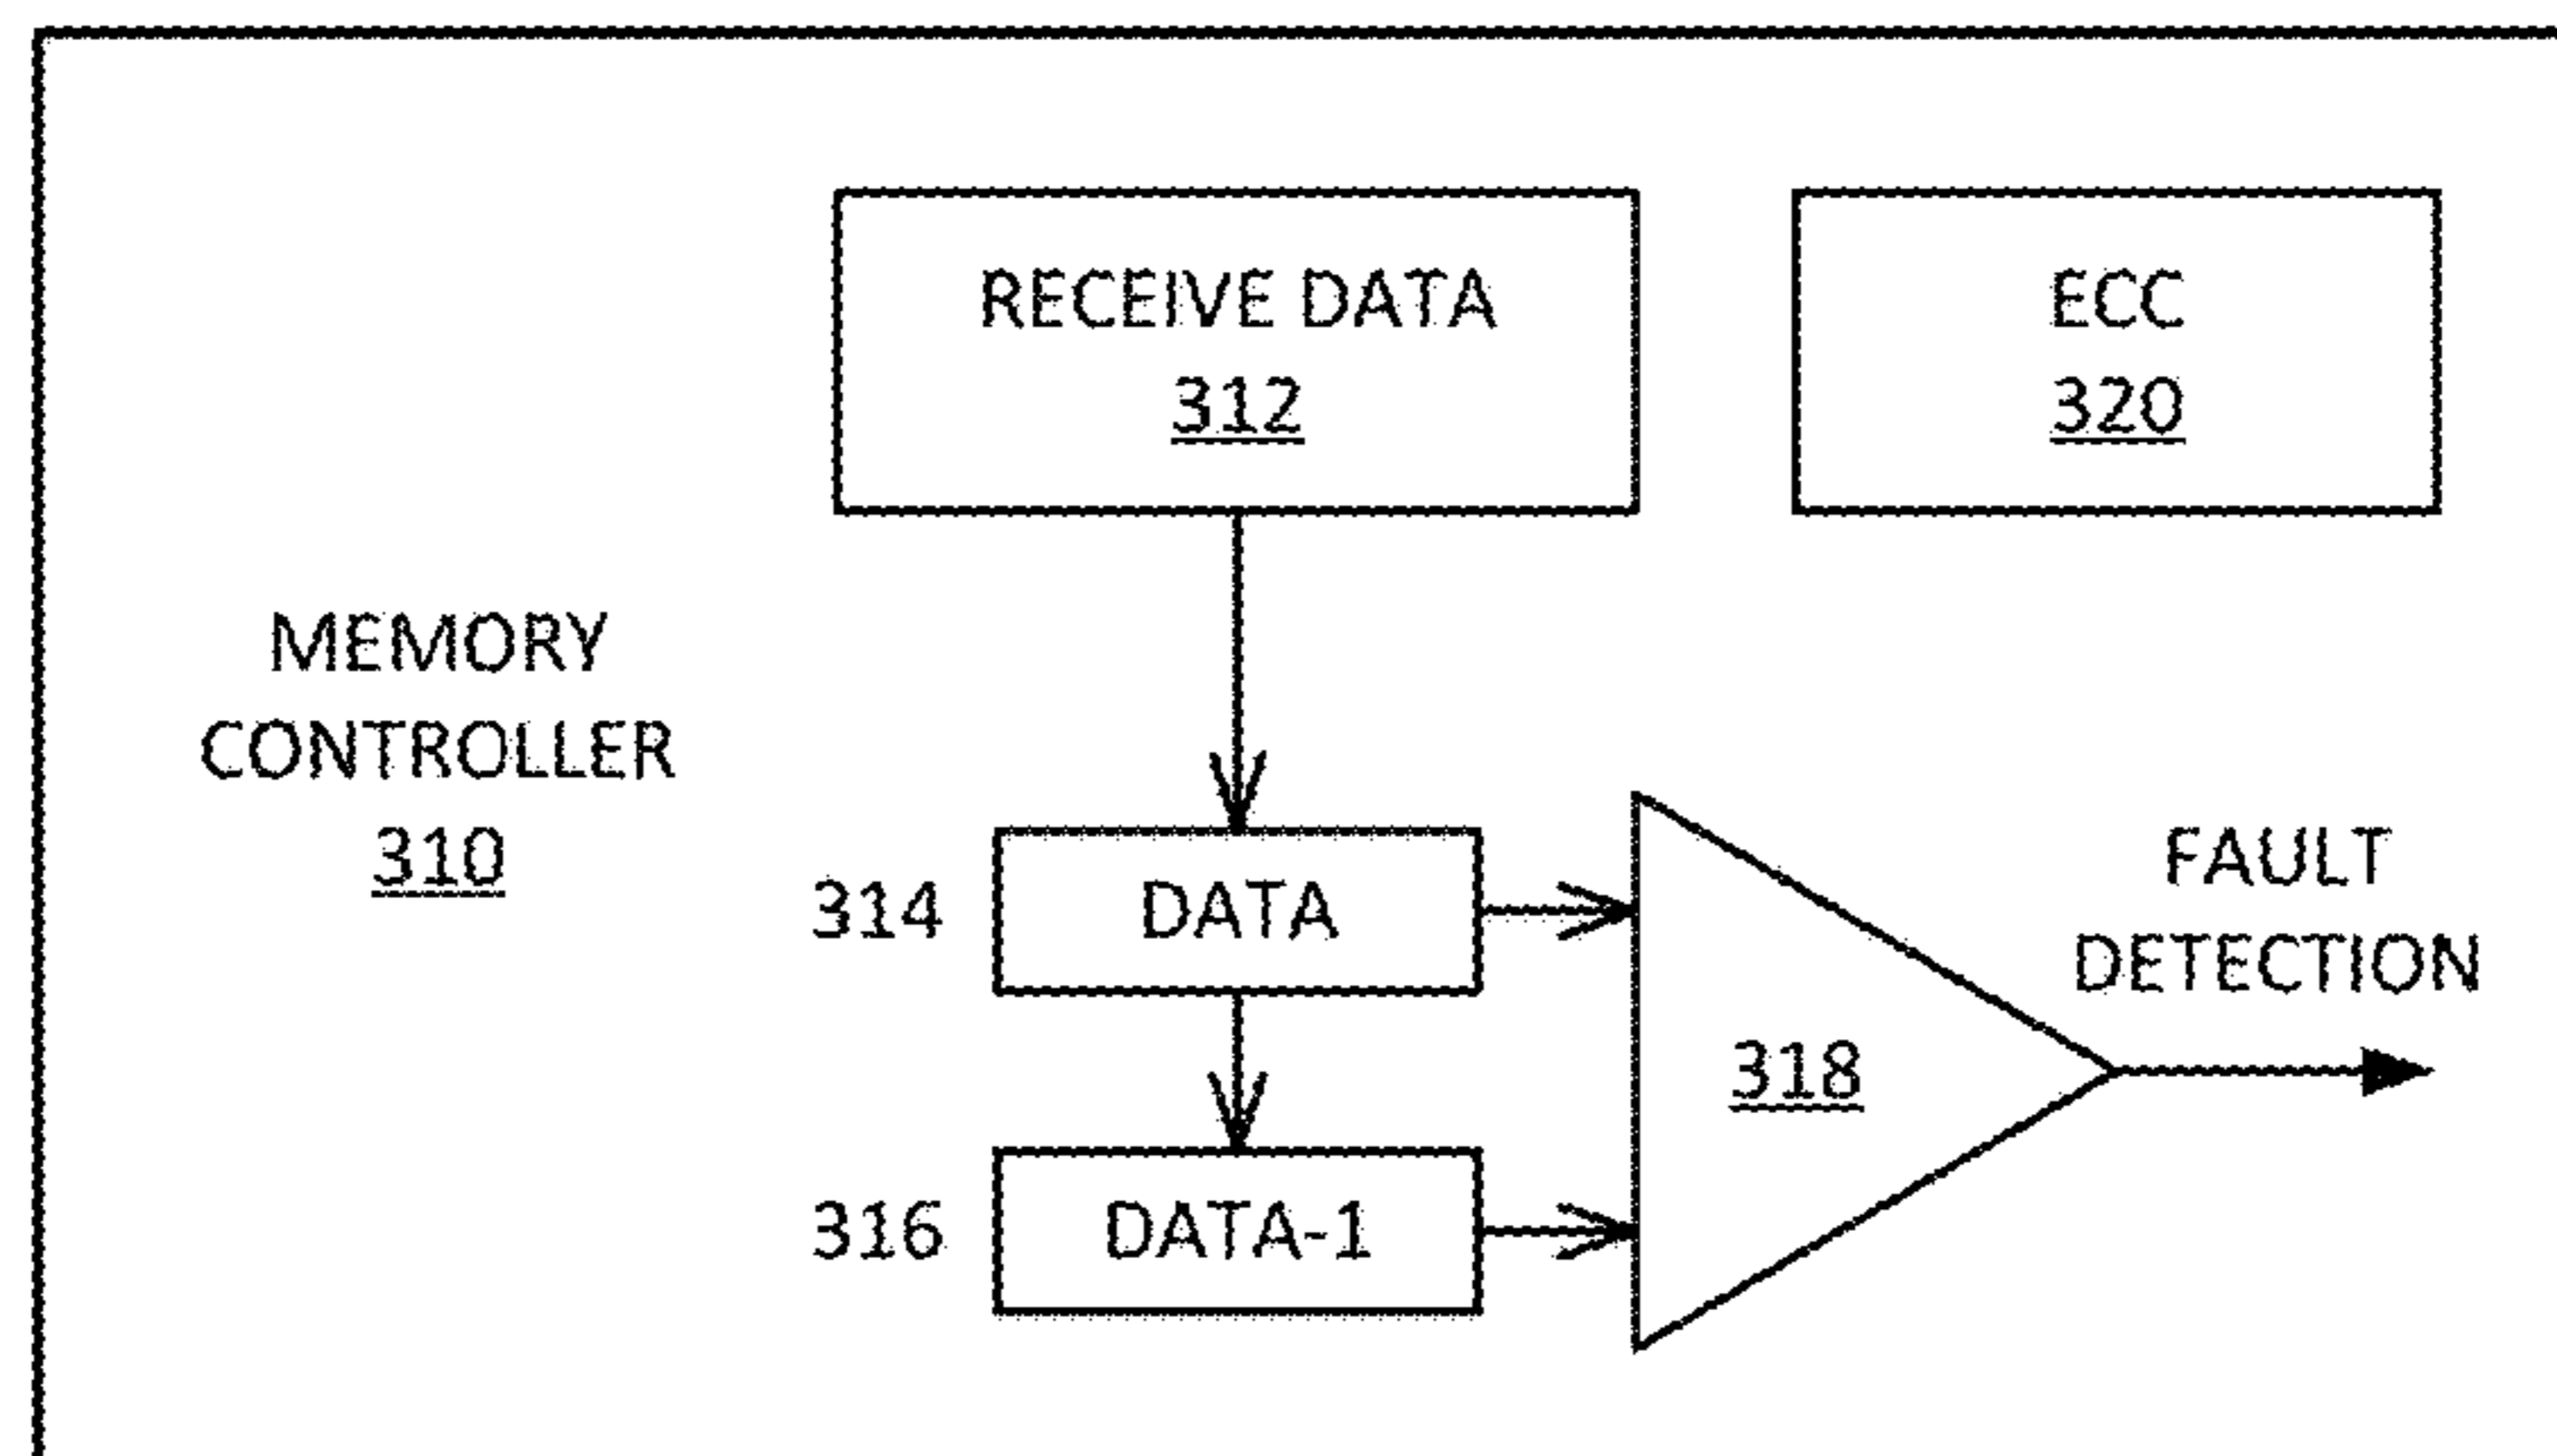 RECEIVE DATA
312
ECC
320
MEMORY
CONTROLLER
310
314
DATA
316
DATA-1
318
FAULT
DETECTION